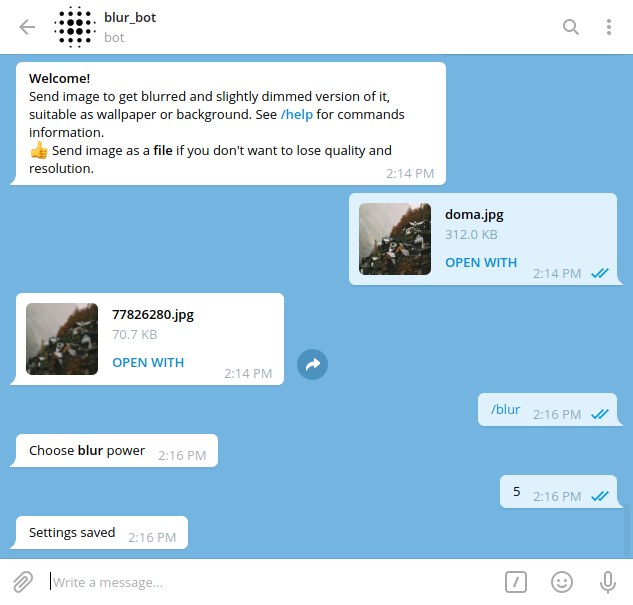 blur_bot
bot
Welcome!
Send image to get blurred and slightly dimmed version of it,
suitable as wallpaper or background. See /help for commands
information.
👍 Send image as a file if you don't want to lose quality and
resolution.
2:14 PM
doma.jpg
312.0 KB
OPEN WITH
2:14 PM
77826280.jpg
70.7 KB
OPEN WITH
2:14 PM
/blur 2:16 PM
Choose blur power 2:16 PM
5 2:16 PM
Settings saved 2:16 PM
Write a message...